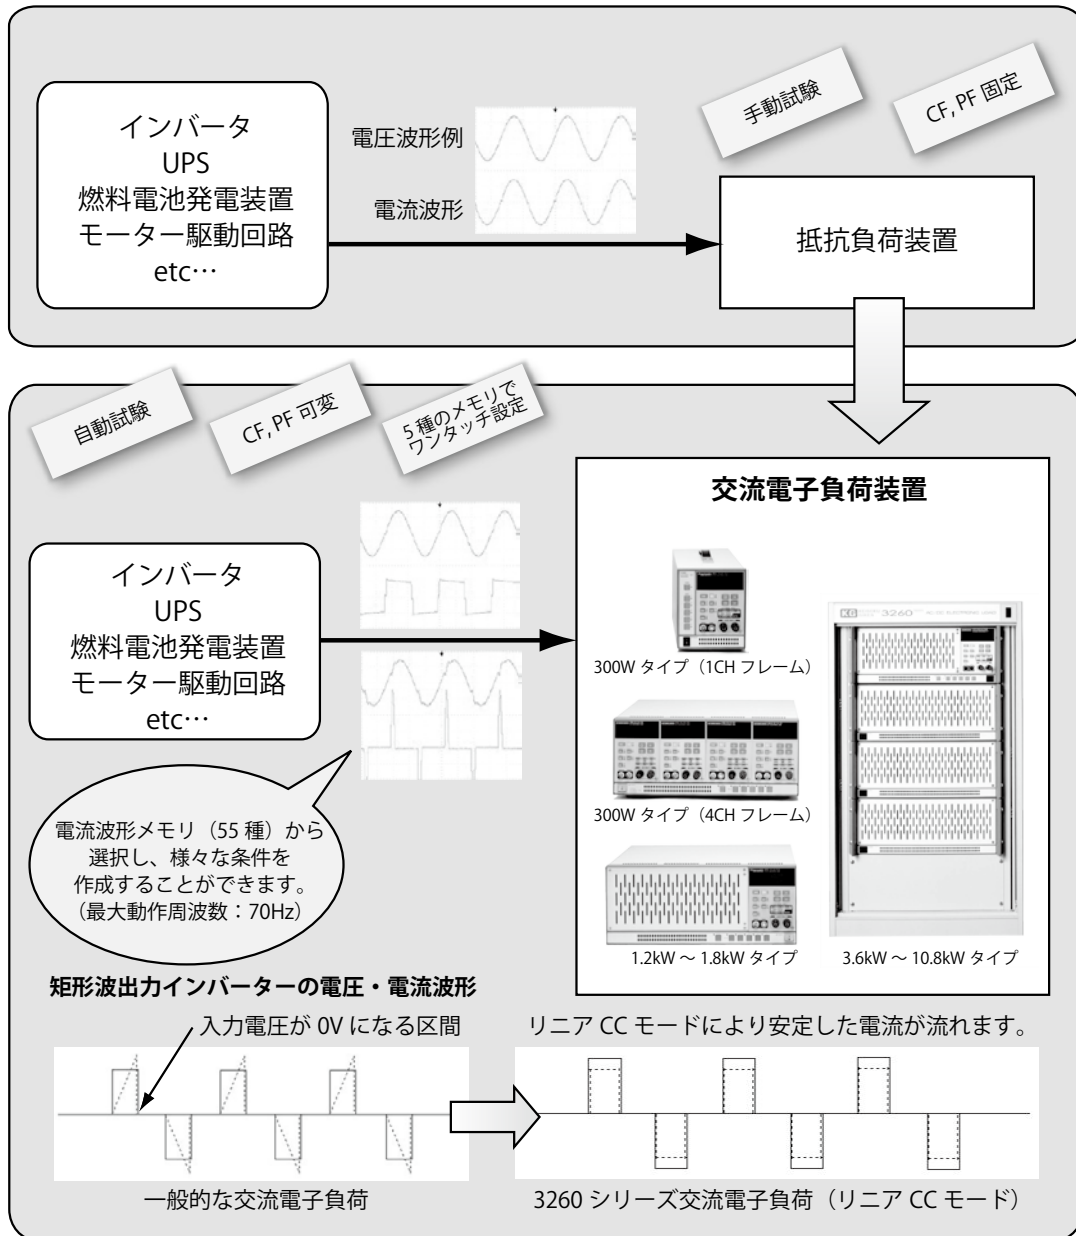 手動試験
CF, PF 固定
インバータ
UPS
燃料電池発電装置
モーター駆動回路
etc…
電圧波形例
電流波形
抵抗負荷装置
自動試験
CF, PF 可変
5 種のメモリで
ワンタッチ設定
インバータ
UPS
燃料電池発電装置
モーター駆動回路
etc…
交流電子負荷装置
300W タイプ（1CH フレーム）
300W タイプ（4CH フレーム）
1.2kW ～ 1.8kW タイプ
KG
3260
3.6kW ～ 10.8kW タイプ
電流波形メモリ（55 種）から
選択し、様々な条件を
作成することができます。
（最大動作周波数：70Hz）
矩形波出力インバーターの電圧・電流波形
入力電圧が 0V になる区間
リニア CC モードにより安定した電流が流れます。
一般的な交流電子負荷
3260 シリーズ交流電子負荷（リニア CC モード）